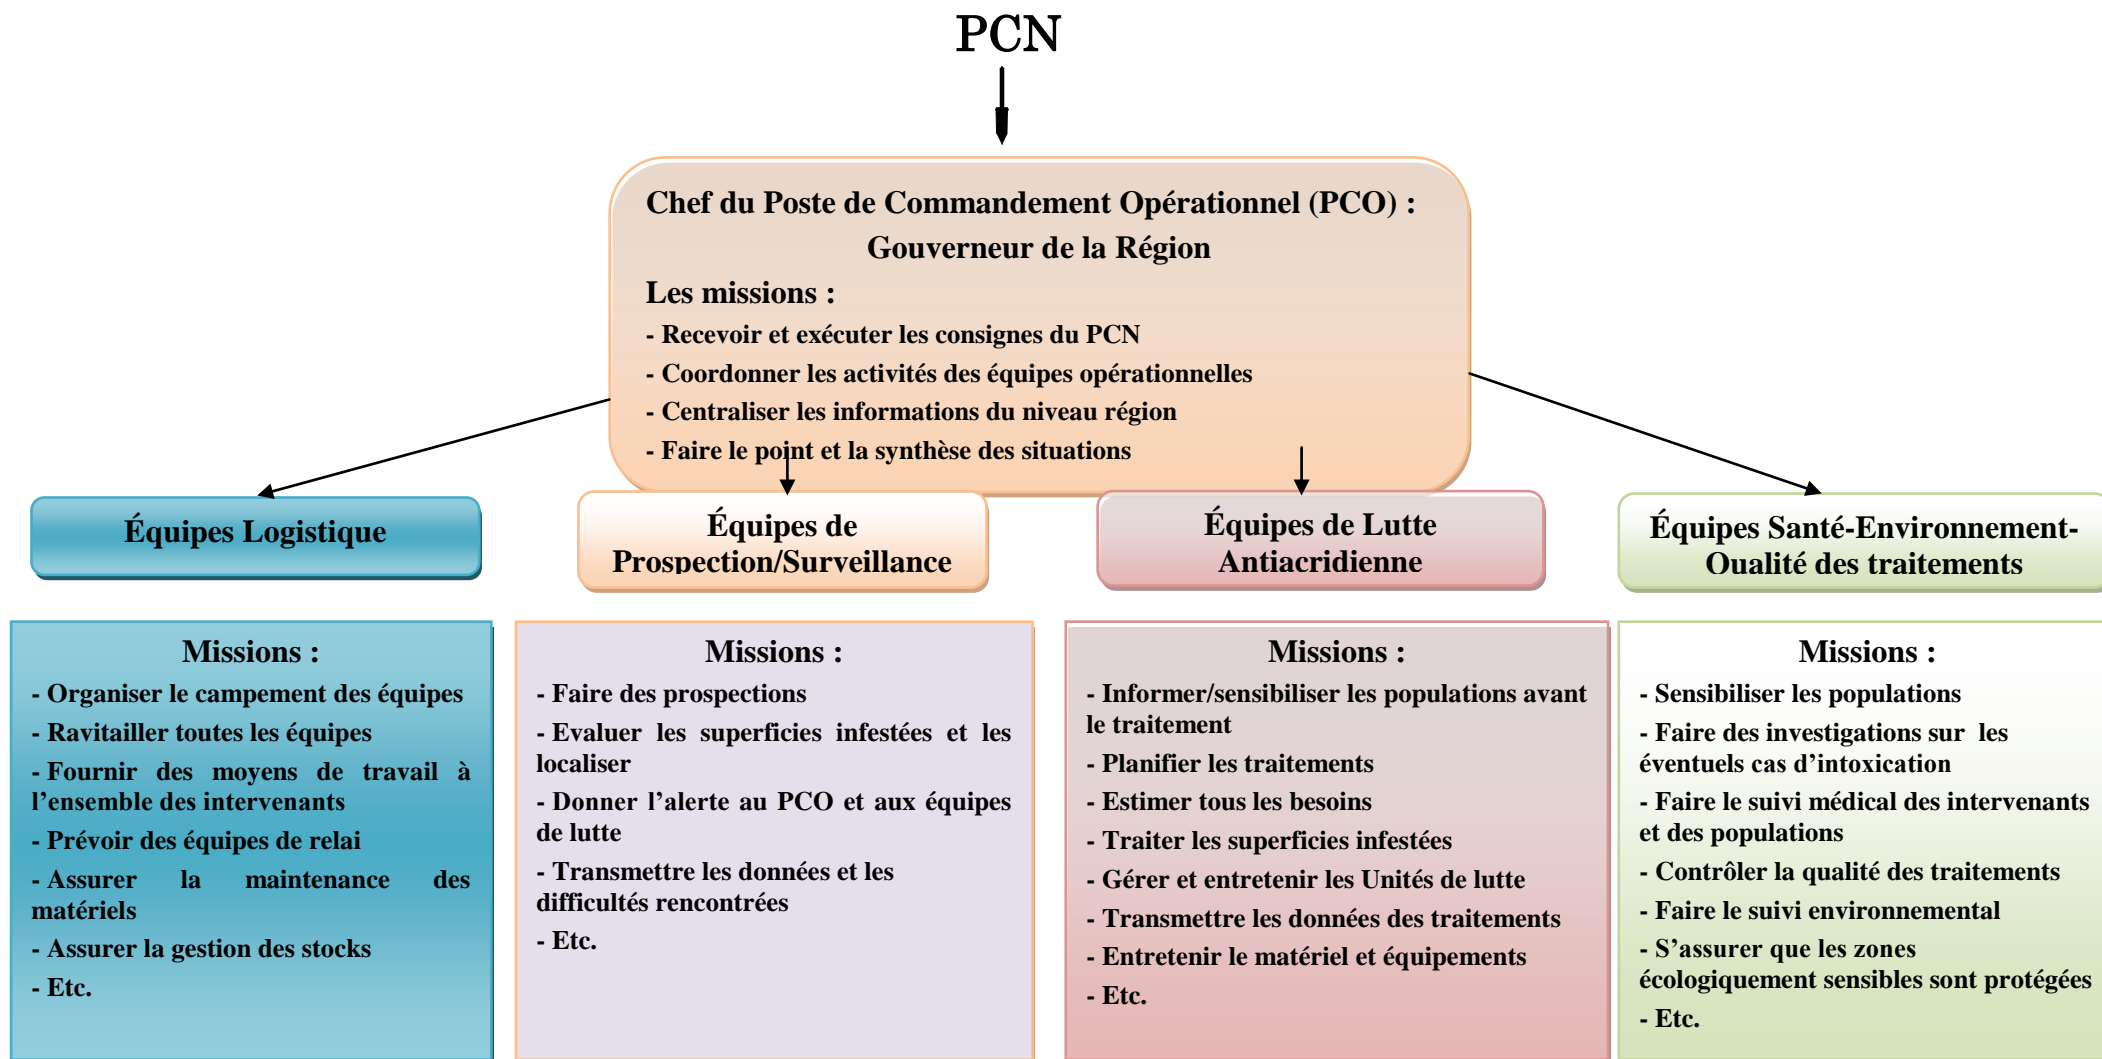 PCN
Chef du Poste de Commandement Opérationnel (PCO) :
Gouverneur de la Région
Les missions :
- Recevoir et exécuter les consignes du PCN
- Coordonner les activités des équipes opérationnelles
- Centraliser les informations du niveau région
- Faire le point et la synthèse des situations
Équipes Logistique
Équipes de
Prospection/Surveillance
Équipes de Lutte
Antiacridienne
Équipes Santé-Environnement-
Qualité des traitements
Missions :
- Organiser le campement des équipes
- Ravitailler toutes les équipes
- Fournir des moyens de travail à
l’ensemble des intervenants
- Prévoir des équipes de relai
- Assurer la maintenance des
matériels
- Assurer la gestion des stocks
- Etc.
Missions :
- Faire des prospections
- Evaluer les superficies infestées et les
localiser
- Donner l’alerte au PCO et aux équipes
de lutte
- Transmettre les données et les
difficultés rencontrées
- Etc.
Missions :
- Informer/sensibiliser les populations avant
le traitement
- Planifier les traitements
- Estimer tous les besoins
- Traiter les superficies infestées
- Gérer et entretenir les Unités de lutte
- Transmettre les données des traitements
- Entretenir le matériel et équipements
- Etc.
Missions :
- Sensibiliser les populations
- Faire des investigations sur les
éventuels cas d’intoxication
- Faire le suivi médical des intervenants
et des populations
- Contrôler la qualité des traitements
- Faire le suivi environnemental
- S’assurer que les zones
écologiquement sensibles sont protégées
- Etc.